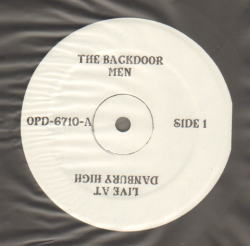 THE BACKDOOR
MEN
OPD-6710-A
SIDE 1
LIVE AT
DANBURY HIGH